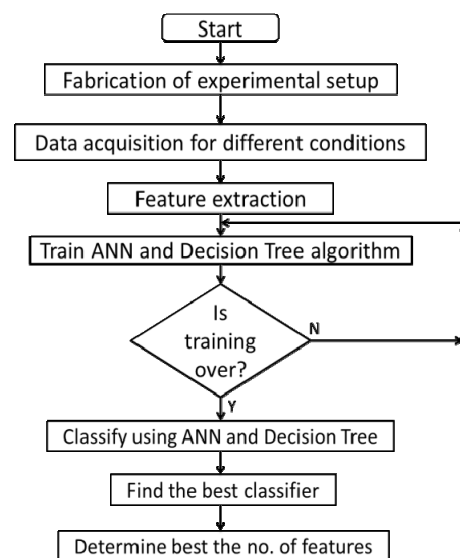 Start
Fabrication of experimental setup
Data acquisition for different conditions
Feature extraction
Train ANN and Decision Tree algorithm
Is
training
over?
N
Y
Classify using ANN and Decision Tree
Find the best classifier
Determine best the no. of features